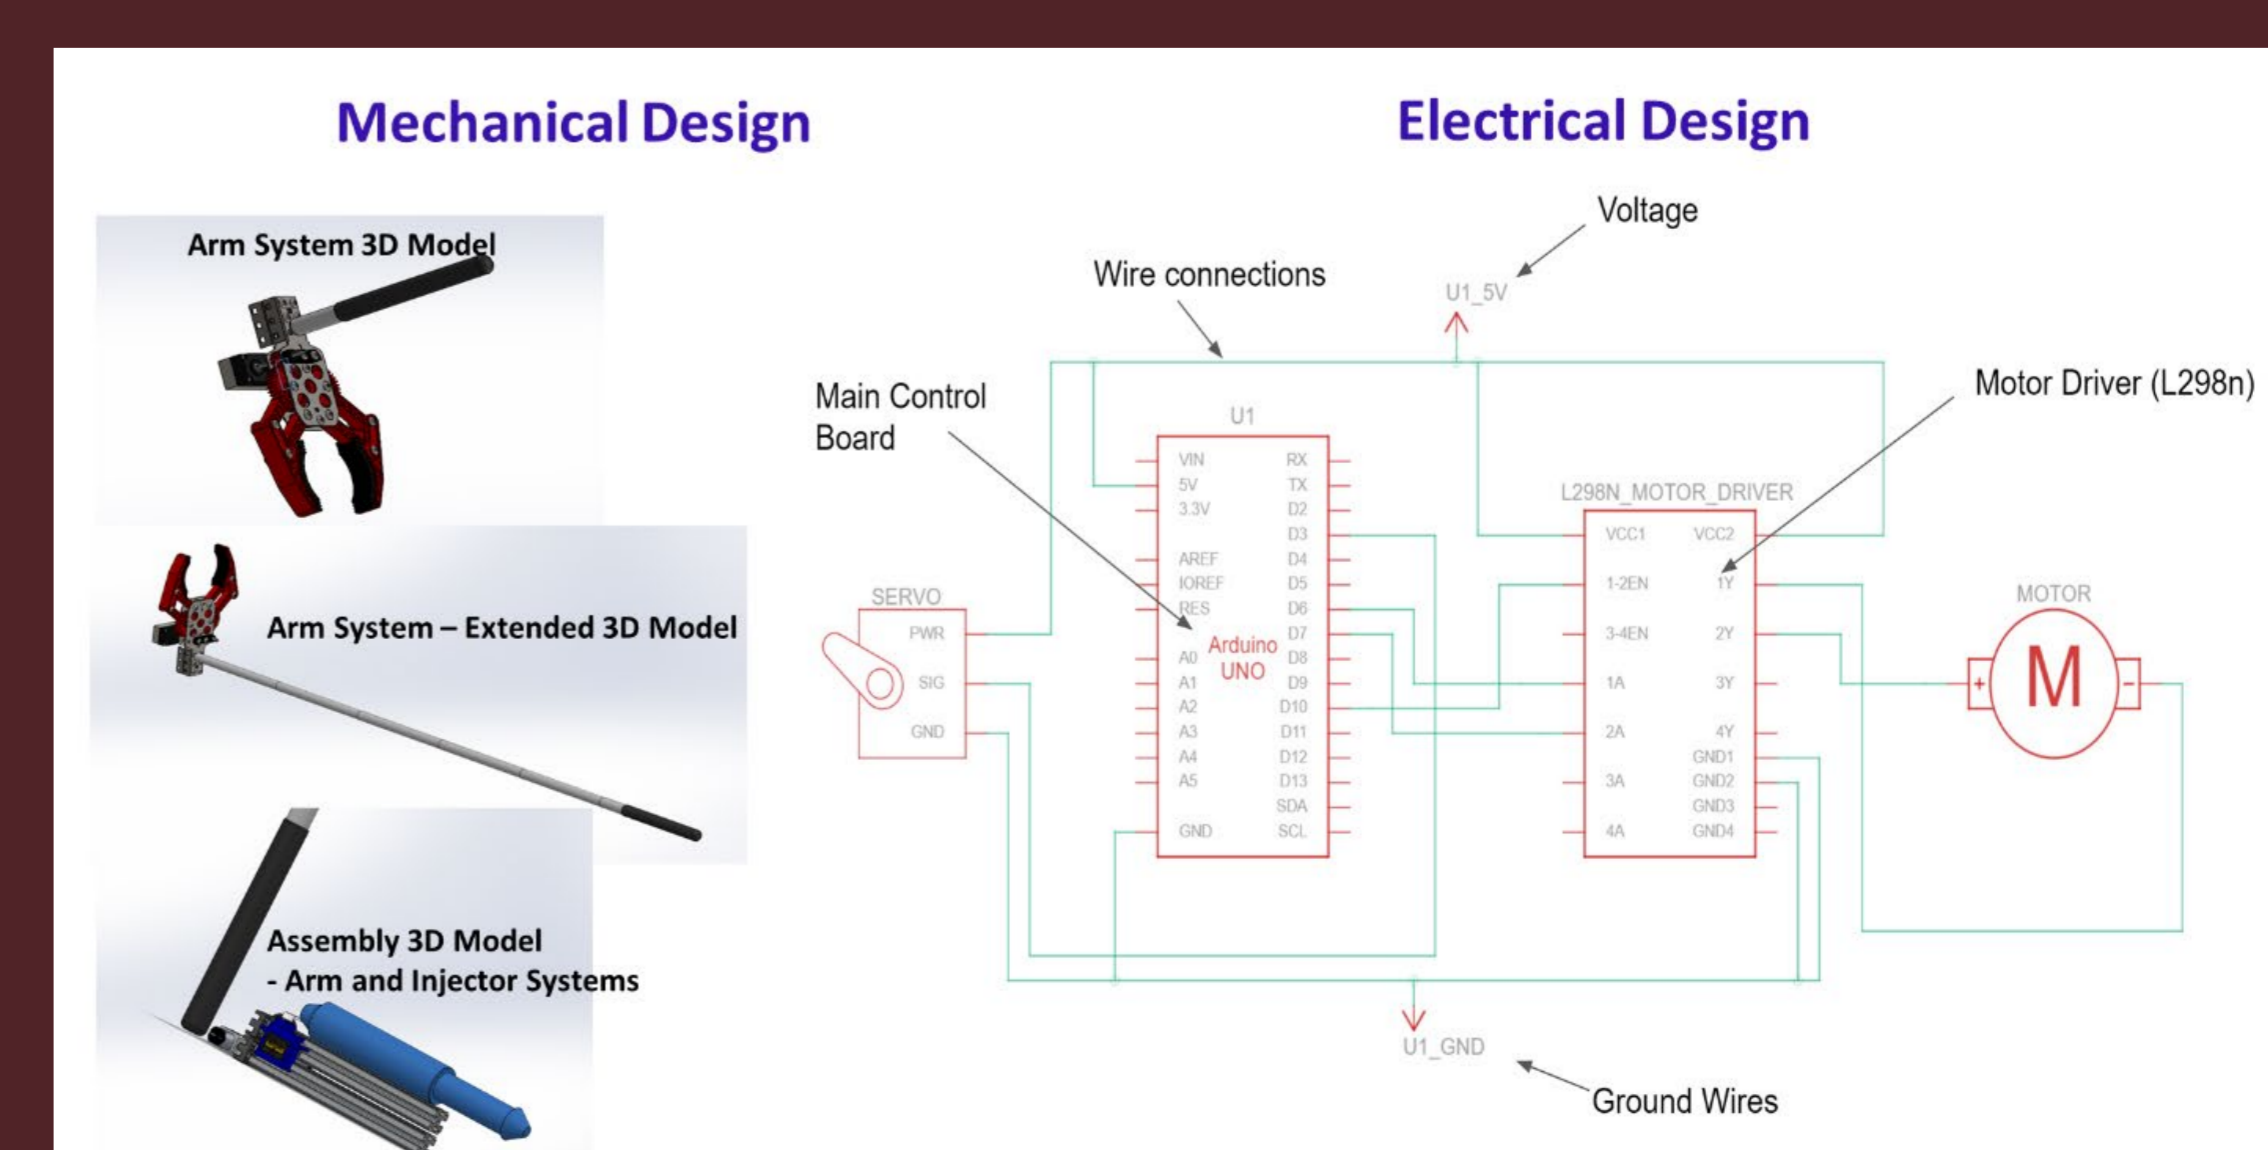 Mechanical Design
Arm System 3D Model
Arm System – Extended 3D Model
Assembly 3D Model
- Arm and Injector Systems
Electrical Design
Voltage
Wire connections
U1_5V
Main Control
Board
Motor Driver (L298n)
U1
VIN
5V
3.3V
AREF
IOREF
RES
A0
A1
A2
A3
A4
A5
GND
Arduino
UNO
RX
TX
D2
D3
D4
D5
D6
D7
D8
D9
D10
D11
D12
D13
SDA
SCL
SERVO
PWR
SIG
GND
L298N_MOTOR_DRIVER
VCC1
1-2EN
3-4EN
1A
2A
3A
4A
VCC2
1Y
2Y
3Y
4Y
GND1
GND2
GND3
GND4
MOTOR
+
M
-
U1_GND
Ground Wires